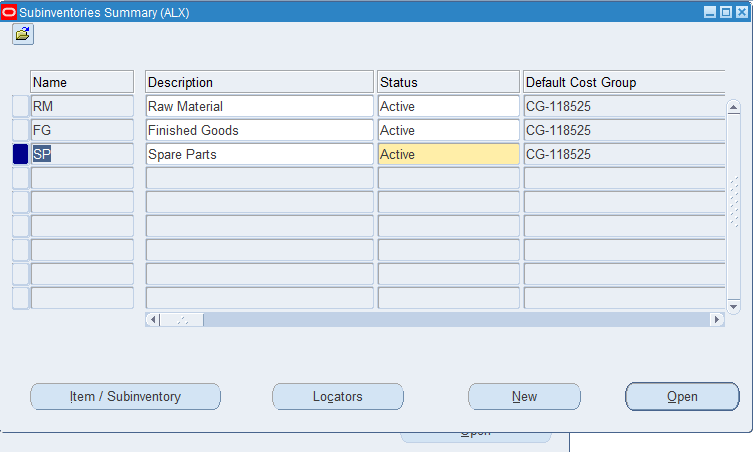 Subinventories Summary (ALX)
Name Description Status Default Cost Group
RM Raw Material Active CG-118525
FG Finished Goods Active CG-118525
SP Spare Parts Active CG-118525
Item / Subinventory Locators New Open
Open